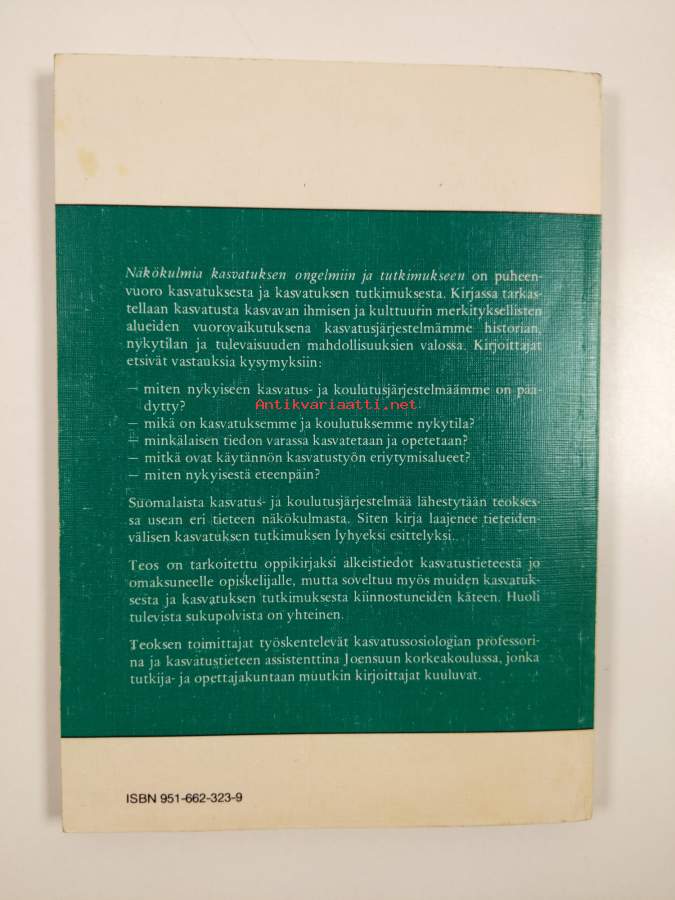 Näkökulmia kasvatuksen ongelmiin ja tutkimukseen on puheen-
vuoro kasvatuksesta ja kasvatuksen tutkimuksesta. Kirjassa tarkas-
tellaan kasvatusta kasvavan ihmisen ja kulttuurin merkityksellisten
alueiden vuorovaikutuksena kasvatusjärjestelmämme historian,
nykytilan ja tulevaisuuden mahdollisuuksien valossa. Kirjoittajat
etsivät vastauksia kysymyksiin:
– miten nykyiseen kasvatus- ja koulutusjärjestelmäämme on pää-
dytty?
Antikvariaatti.net
– mikä on kasvatuksemme ja koulutuksemme nykytila?
– minkälaisen tiedon varassa kasvatetaan ja opetetaan?
– mitkä ovat käytännön kasvatustyön eriytymisalueet?
– miten nykyisestä eteenpäin?
Suomalaista kasvatus- ja koulutusjärjestelmää lähestytään teokses-
sa usean eri tieteen näkökulmasta. Siten kirja laajenee tieteiden-
välisen kasvatuksen tutkimuksen lyhyeksi esittelyksi.
Teos on tarkoitettu oppikirjaksi alkeistiedot kasvatustieteestä jo
omaksuneelle opiskelijalle, mutta soveltuu myös muiden kasvatuk-
sesta ja kasvatuksen tutkimuksesta kiinnostuneiden käteen. Huoli
tulevista sukupolvista on yhteinen.
Teoksen toimittajat työskentelevät kasvatussosiologian professori-
na ja kasvatustieteen assistenttina Joensuun korkeakoulussa, jonka
tutkija- ja opettajakuntaan muutkin kirjoittajat kuuluvat.
ISBN 951-662-323-9